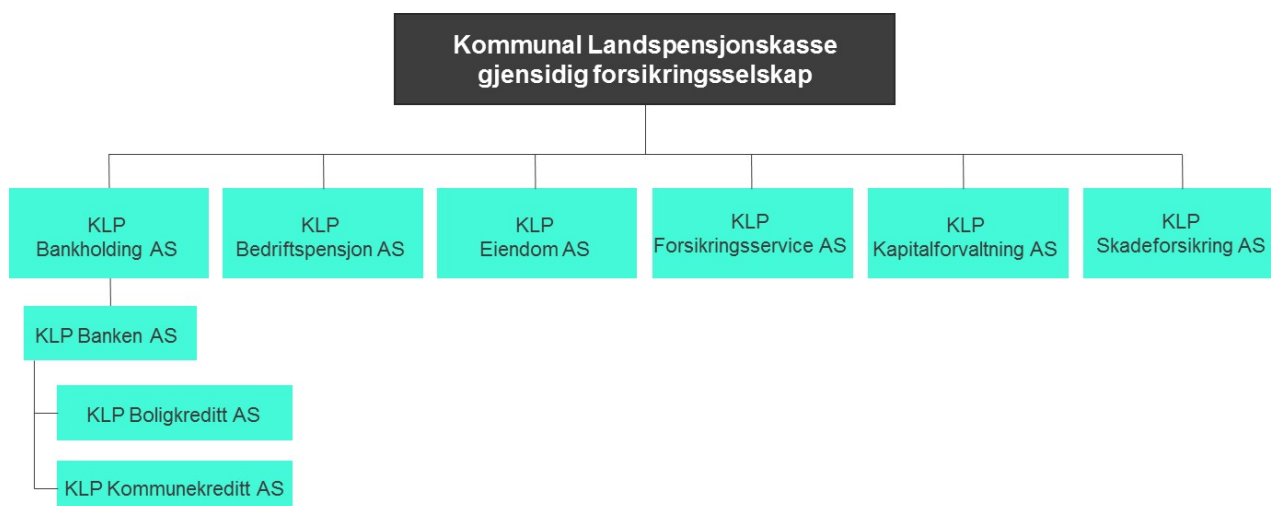 Kommunal Landspensjonskasse
gjensidig forsikringsselskap
KLP
Bankholding AS
KLP
Bedriftspensjon AS
KLP
Eiendom AS
KLP
Forsikringsservice AS
KLP
Kapitalforvaltning AS
KLP
Skadeforsikring AS
KLP Banken AS
KLP Boligkreditt AS
KLP Kommunekreditt AS